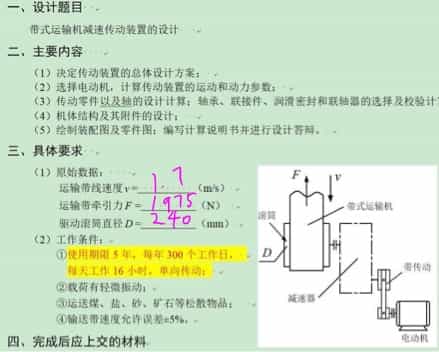 一、设计题目
带式运输机减速传动装置的设计
二、主要内容
（1）决定传动装置的总体设计方案；
（2）选择电动机，计算传动装置的运动和动力参数；
（3）传动零件以及轴的设计计算；轴承、联接件、润滑密封和联轴器的选择及校验计
（4）机体结构及其附件的设计；
（5）绘制装配图及零件图；编写计算说明书并进行设计答辩。
三、具体要求
（1）原始数据：
运输带线速度v= 1.7 （m/s）
运输带牵引力F= 1975 （N）
驱动滚筒直径D= 240 （mm）
（2）工作条件：
①使用期限5年，每年300个工作日，
每天工作16小时，单向传动；
②载荷有轻微振动；
③运送煤、盐、砂、矿石等松散物品；
④输送带速度允许误差±5%。
四、完成后应上交的材料
F
v
带式运输机
滚筒
D
带传动
减速器
电动机